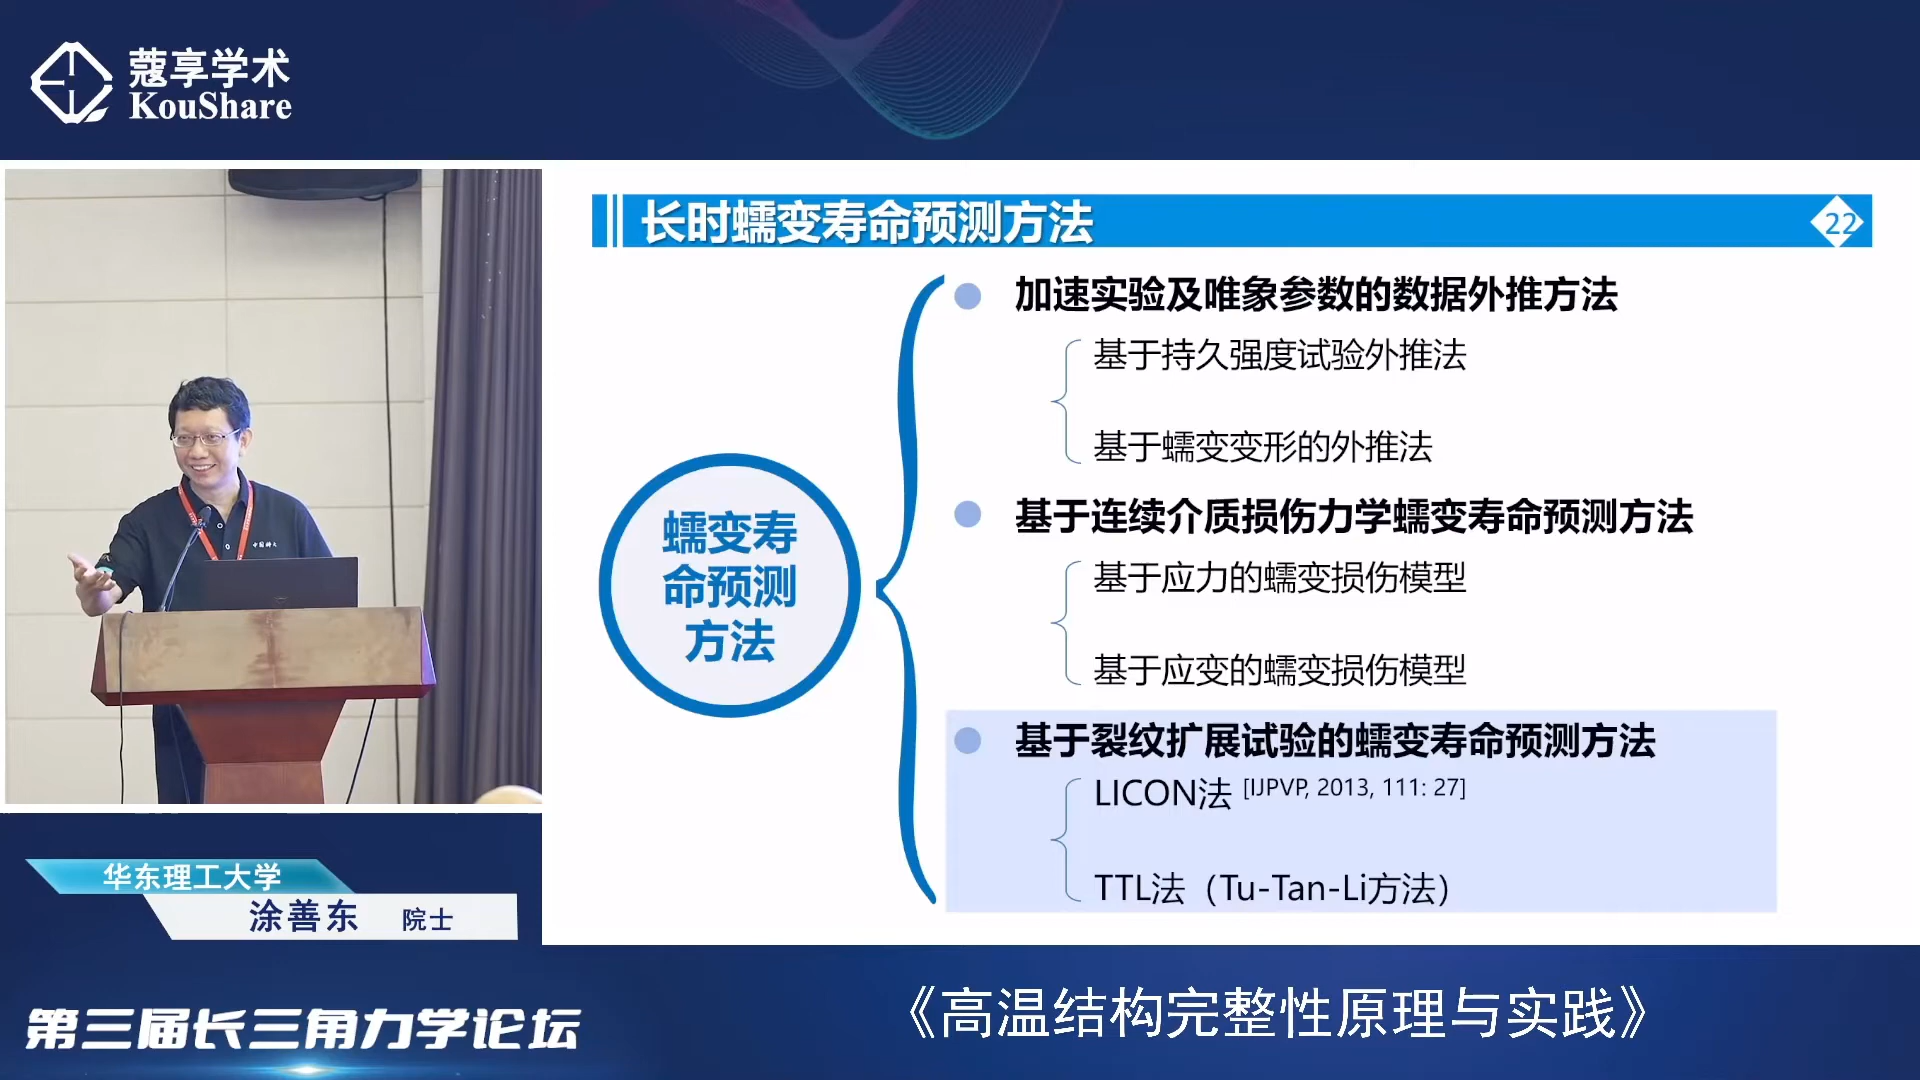 蔻享学术
KouShare
长时蠕变寿命预测方法
22
加速实验及唯象参数的数据外推方法
基于持久强度试验外推法
基于蠕变变形的外推法
蠕变寿
命预测
方法
基于连续介质损伤力学蠕变寿命预测方法
基于应力的蠕变损伤模型
基于应变的蠕变损伤模型
基于裂纹扩展试验的蠕变寿命预测方法
LICON法 [IJPVP, 2013, 111: 27]
TTL法（Tu-Tan-Li方法）
华东理工大学
涂善东 院士
第三届长三角力学论坛
《高温结构完整性原理与实践》